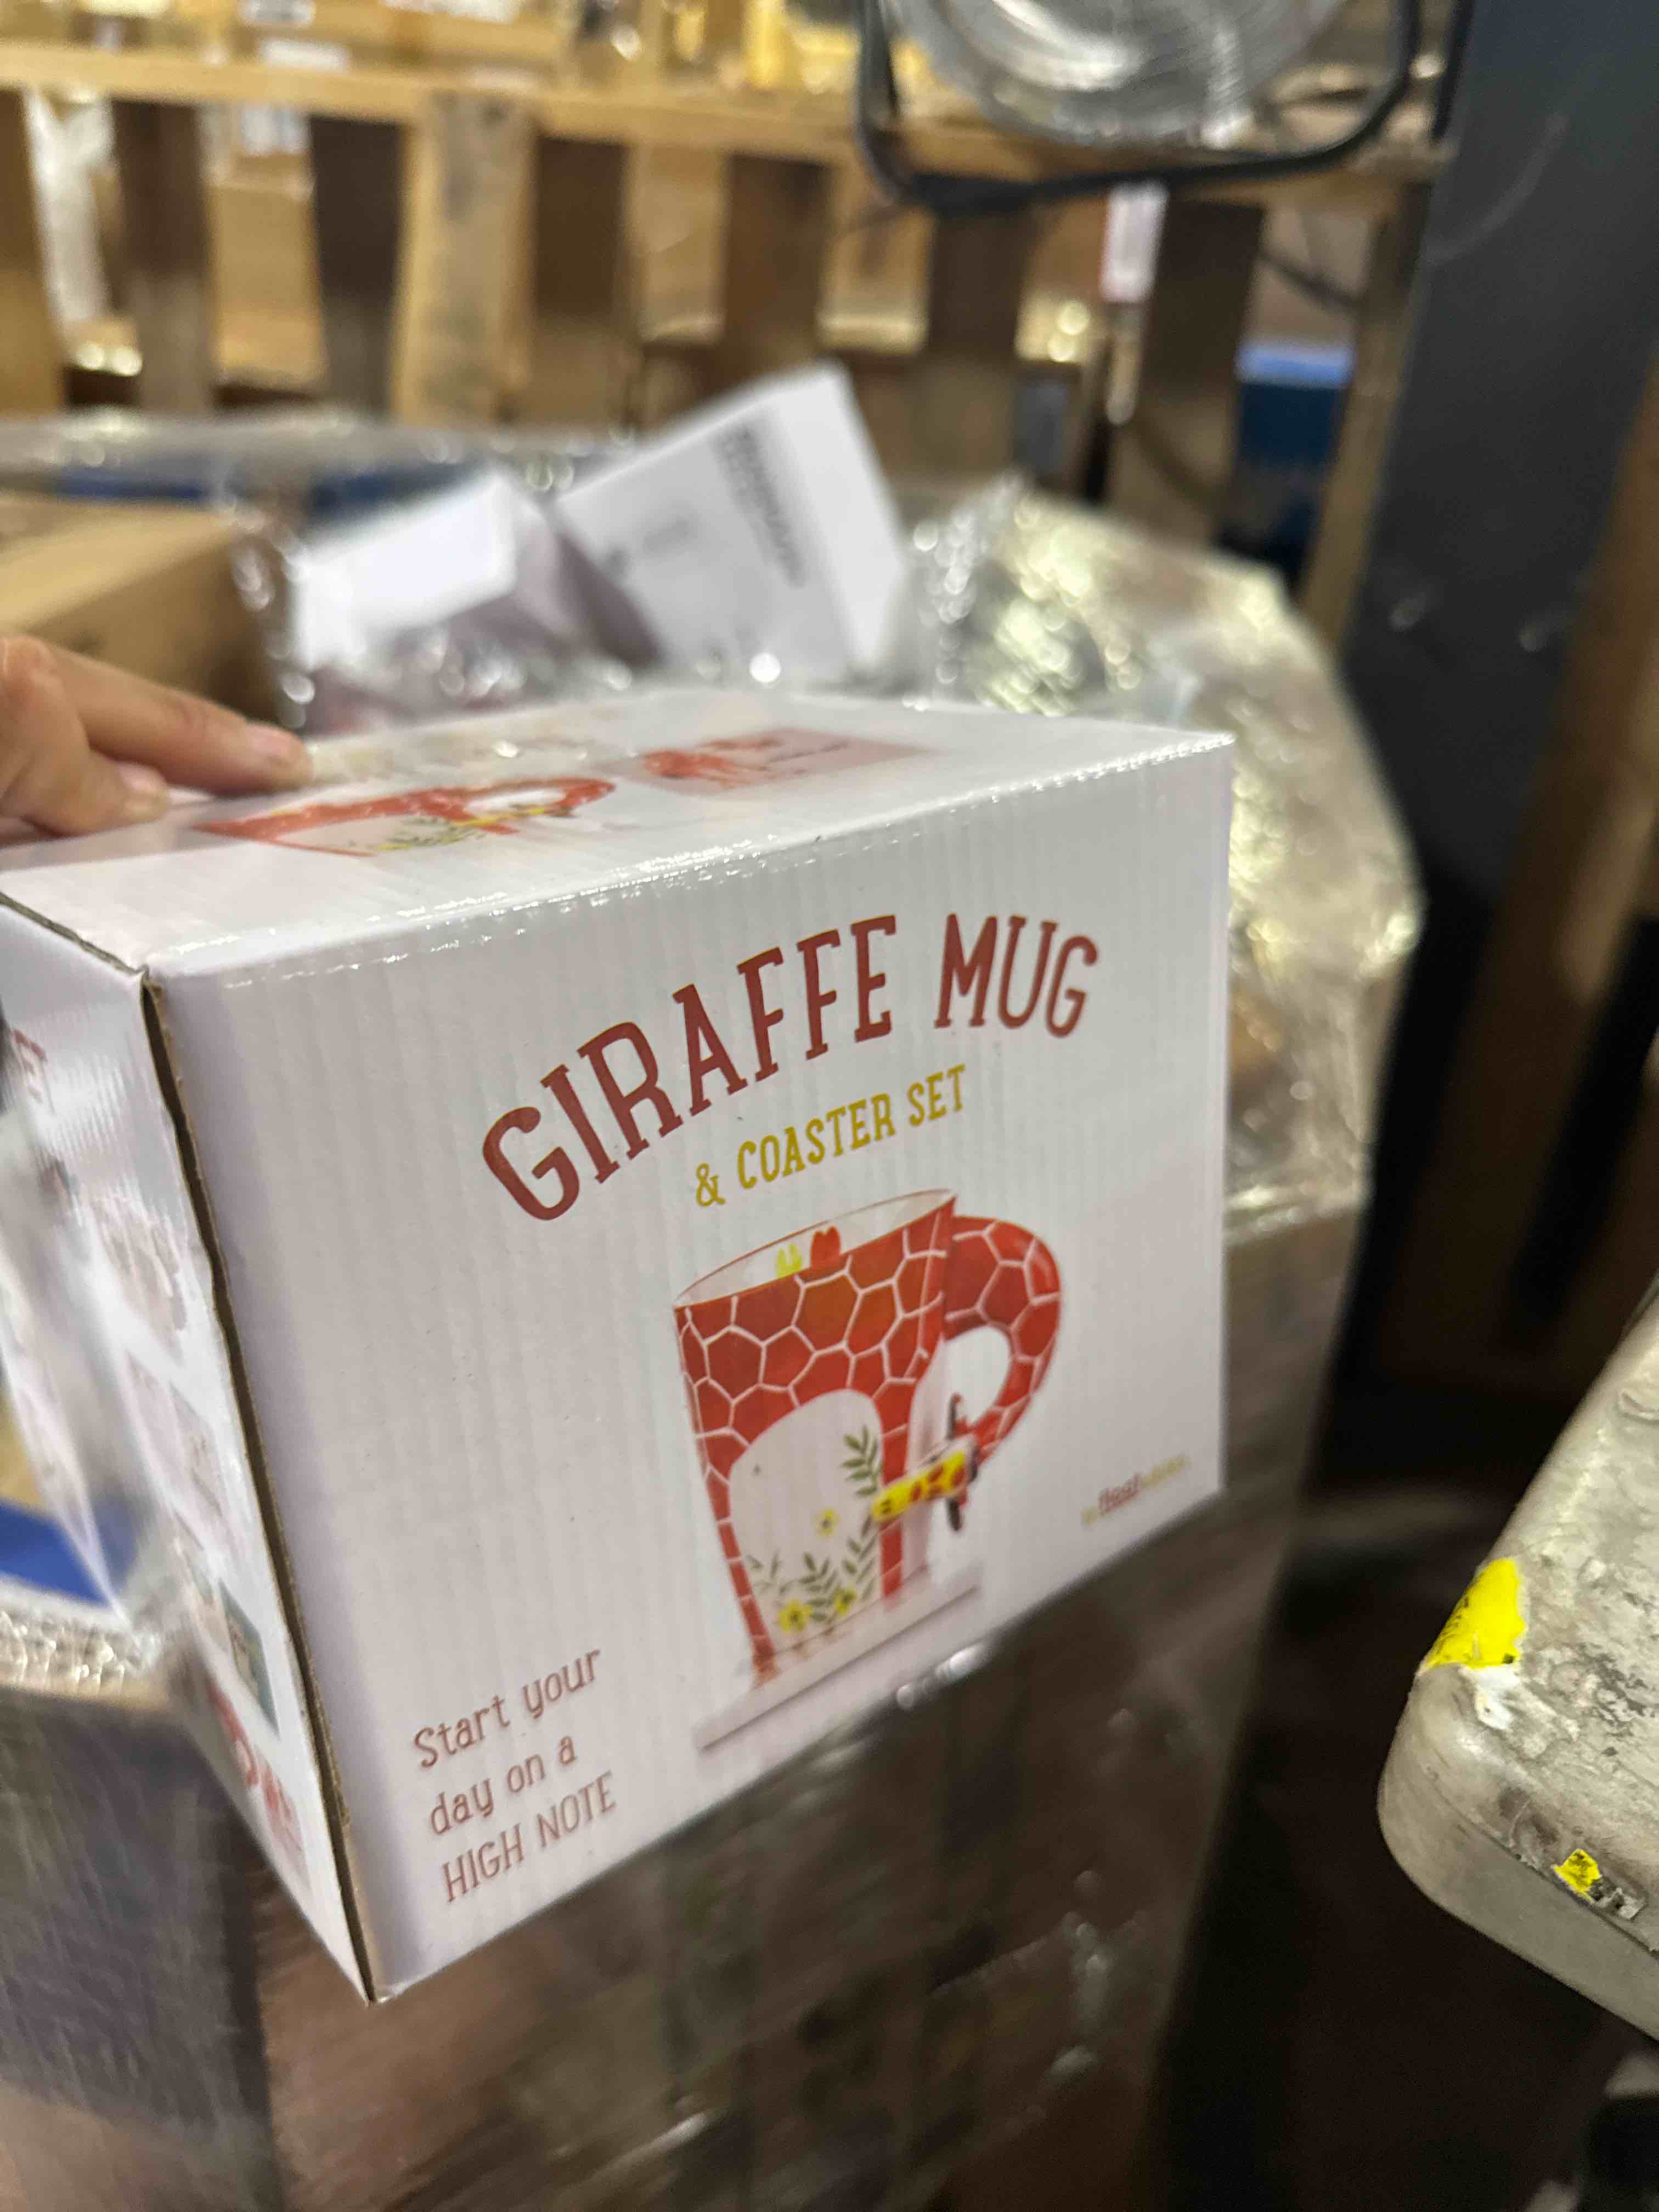 GIRAFFE MUG
& COASTER SET
Start your
day on a
HIGH NOTE